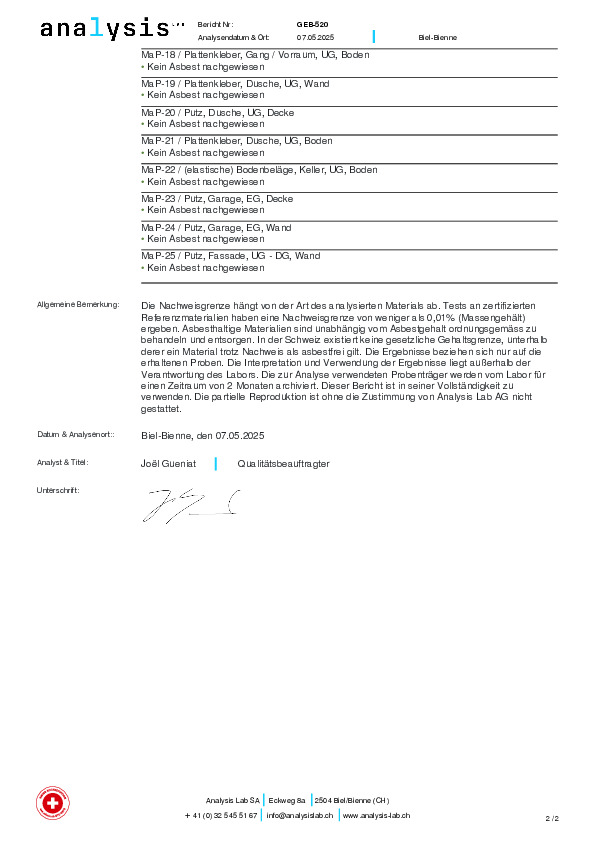 analysis
Bericht Nr: GEB-520
Analysendatum & Ort: 07.05.2025 Biel-Bienne
MaP-18 / Plattenkleber, Gang / Vorraum, UG, Boden
• Kein Asbest nachgewiesen
MaP-19 / Plattenkleber, Dusche, UG, Wand
• Kein Asbest nachgewiesen
MaP-20 / Putz, Dusche, UG, Decke
• Kein Asbest nachgewiesen
MaP-21 / Plattenkleber, Dusche, UG, Boden
• Kein Asbest nachgewiesen
MaP-22 / (elastische) Bodenbeläge, Keller, UG, Boden
• Kein Asbest nachgewiesen
MaP-23 / Putz, Garage, EG, Decke
• Kein Asbest nachgewiesen
MaP-24 / Putz, Garage, EG, Wand
• Kein Asbest nachgewiesen
MaP-25 / Putz, Fassade, UG - DG, Wand
• Kein Asbest nachgewiesen
Allgemeine Bemerkung:
Die Nachweisgrenze hängt von der Art des analysierten Materials ab. Tests an zertifizierten
Referenzmaterialien haben eine Nachweisgrenze von weniger als 0,01% (Massengehält)
ergeben. Asbesthaltige Materialien sind unabhängig vom Asbestgehalt ordnungsgemäss zu
behandeln und entsorgen. In der Schweiz existiert keine gesetzliche Gehaltsgrenze, unterhalb
derer ein Material trotz Nachweis als asbestfrei gilt. Die Ergebnisse beziehen sich nur auf die
erhaltenen Proben. Die Interpretation und Verwendung der Ergebnisse liegt außerhalb der
Verantwortung des Labors. Die zur Analyse verwendeten Probenträger werden vom Labor für
einen Zeitraum von 2 Monaten archiviert. Dieser Bericht ist in seiner Vollständigkeit zu
verwenden. Die partielle Reproduktion ist ohne die Zustimmung von Analysis Lab AG nicht
gestattet.
Datum & Analysenort:: Biel-Bienne, den 07.05.2025
Analyst & Titel: Joël Gueniat Qualitätsbeauftragter
Unterschrift:
Analysis Lab SA Eckweg 8a 2504 Biel/Bienne (CH)
+ 41 (0) 32 545 51 67 info@analysislab.ch www.analysis-lab.ch
2 / 2